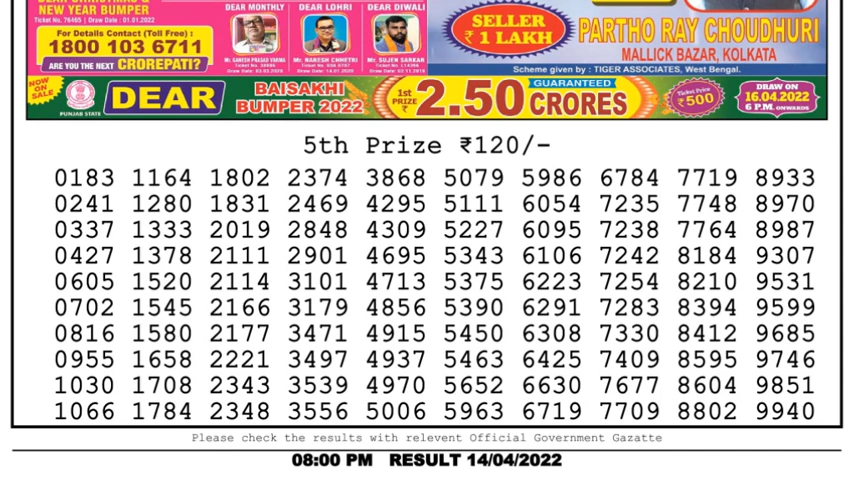 DEAR CHRISTMAS &
NEW YEAR BUMPER
Ticket No. 76405 | Draw Date : 01.01.2022
For Details Contact (Toll Free) :
1800 103 6711
ARE YOU THE NEXT CROREPATI?
DEAR MONTHLY
Mr. GANESH PRASAD VARMA
DEAR LOHRI
Mr. NARESH CHHETRI
DEAR DIWALI
Mr. SUJEN SARKAR
SELLER
₹ 1 LAKH
PARTHO RAY CHOUDHURI
MALLICK BAZAR, KOLKATA
Scheme given by : TIGER ASSOCIATES, West Bengal.
NOW ON SALE
PUNJAB STATE
DEAR
BAISAKHI
BUMPER 2022
1st PRIZE ₹
2.50 CRORES
GUARANTEED
Ticket Price
₹500
DRAW ON
16.04.2022
6 P.M. ONWARDS
5th Prize ₹120/-
0183 1164 1802 2374 3868 5079 5986 6784 7719 8933
0241 1280 1831 2469 4295 5111 6054 7235 7748 8970
0337 1333 2019 2848 4309 5227 6095 7238 7764 8987
0427 1378 2111 2901 4695 5343 6106 7242 8184 9307
0605 1520 2114 3101 4713 5375 6223 7254 8210 9531
0702 1545 2166 3179 4856 5390 6291 7283 8394 9599
0816 1580 2177 3471 4915 5450 6308 7330 8412 9685
0955 1658 2221 3497 4937 5463 6425 7409 8595 9746
1030 1708 2343 3539 4970 5652 6630 7677 8604 9851
1066 1784 2348 3556 5006 5963 6719 7709 8802 9940
Please check the results with relevent Official Government Gazatte
08:00 PM RESULT 14/04/2022